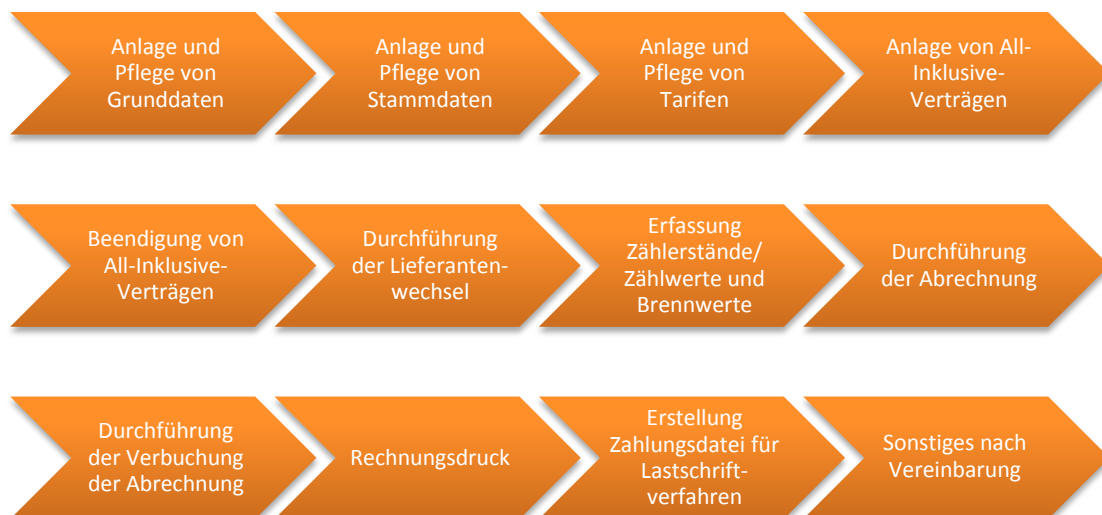 Anlage und
Pflege von
Grunddaten
Anlage und
Pflege von
Stammdaten
Anlage und
Pflege von
Tarifen
Anlage von All-
Inklusive-
Verträgen
Beendigung von
All-Inklusive-
Verträgen
Durchführung
der Lieferanten-
wechsel
Erfassung
Zählerstände/
Zählwerte und
Brennwerte
Durchführung
der Abrechnung
Durchführung
der Verbuchung
der Abrechnung
Rechnungsdruck
Erstellung
Zahlungsdatei für
Lastschrift-
verfahren
Sonstiges nach
Vereinbarung